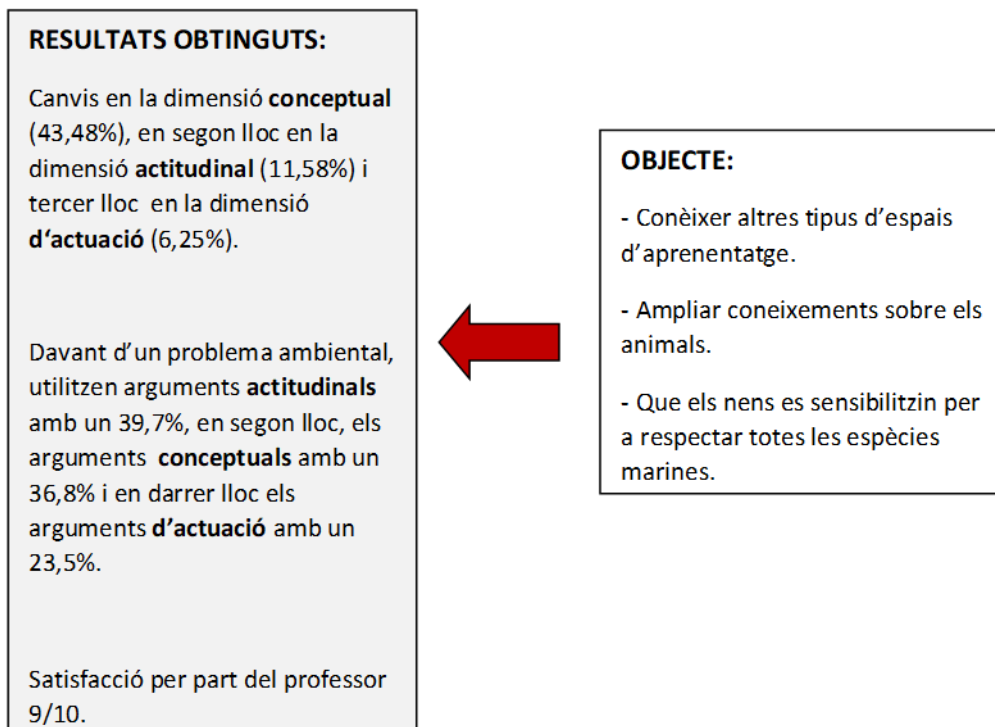 RESULTATS OBTINGUTS:
Canvis en la dimensió conceptual
(43,48%), en segon lloc en la
dimensió actitudinal (11,58%) i
tercer lloc en la dimensió
d‘actuació (6,25%).
Davant d’un problema ambiental,
utilitzen arguments actitudinals
amb un 39,7%, en segon lloc, els
arguments conceptuals amb un
36,8% i en darrer lloc els
arguments d’actuació amb un
23,5%.
Satisfacció per part del professor
9/10.
OBJECTE:
- Conèixer altres tipus d’espais
d’aprenentatge.
- Ampliar coneixements sobre els
animals.
- Que els nens es sensibilitzin per
a respectar totes les espècies
marines.